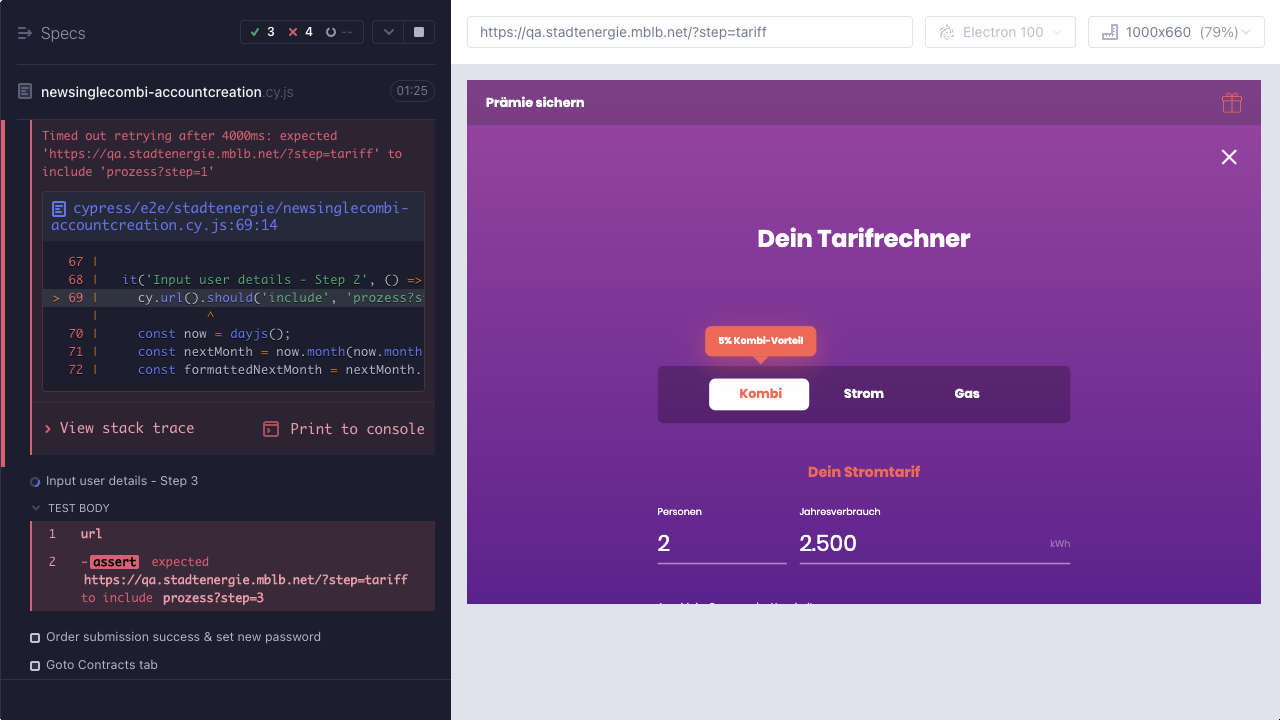 Specs
3
4
--
newsinglecombi-accountcreation.cy.js
01:25
Timed out retrying after 4000ms: expected
'https://qa.stadtenergie.mblb.net/?step=tariff' to
include 'prozess?step=1'
cypress/e2e/stadtenergie/newsinglecombi-
accountcreation.cy.js:69:14
67 |
68 | it('Input user details - Step 2', () =>
> 69 | cy.url().should('include', 'prozess?s
| ^
70 | const now = dayjs();
71 | const nextMonth = now.month(now.month
72 | const formattedNextMonth = nextMonth.
View stack trace
Print to console
Input user details - Step 3
TEST BODY
1 url
2 -assert expected
https://qa.stadtenergie.mblb.net/?step=tariff
to include prozess?step=3
Order submission success & set new password
Goto Contracts tab
https://qa.stadtenergie.mblb.net/?step=tariff
Electron 100
1000x660 (79%)
Prämie sichern
Dein Tarifrechner
5% Kombi-Vorteil
Kombi
Strom
Gas
Dein Stromtarif
Personen
Jahresverbrauch
2
2.500
kWh